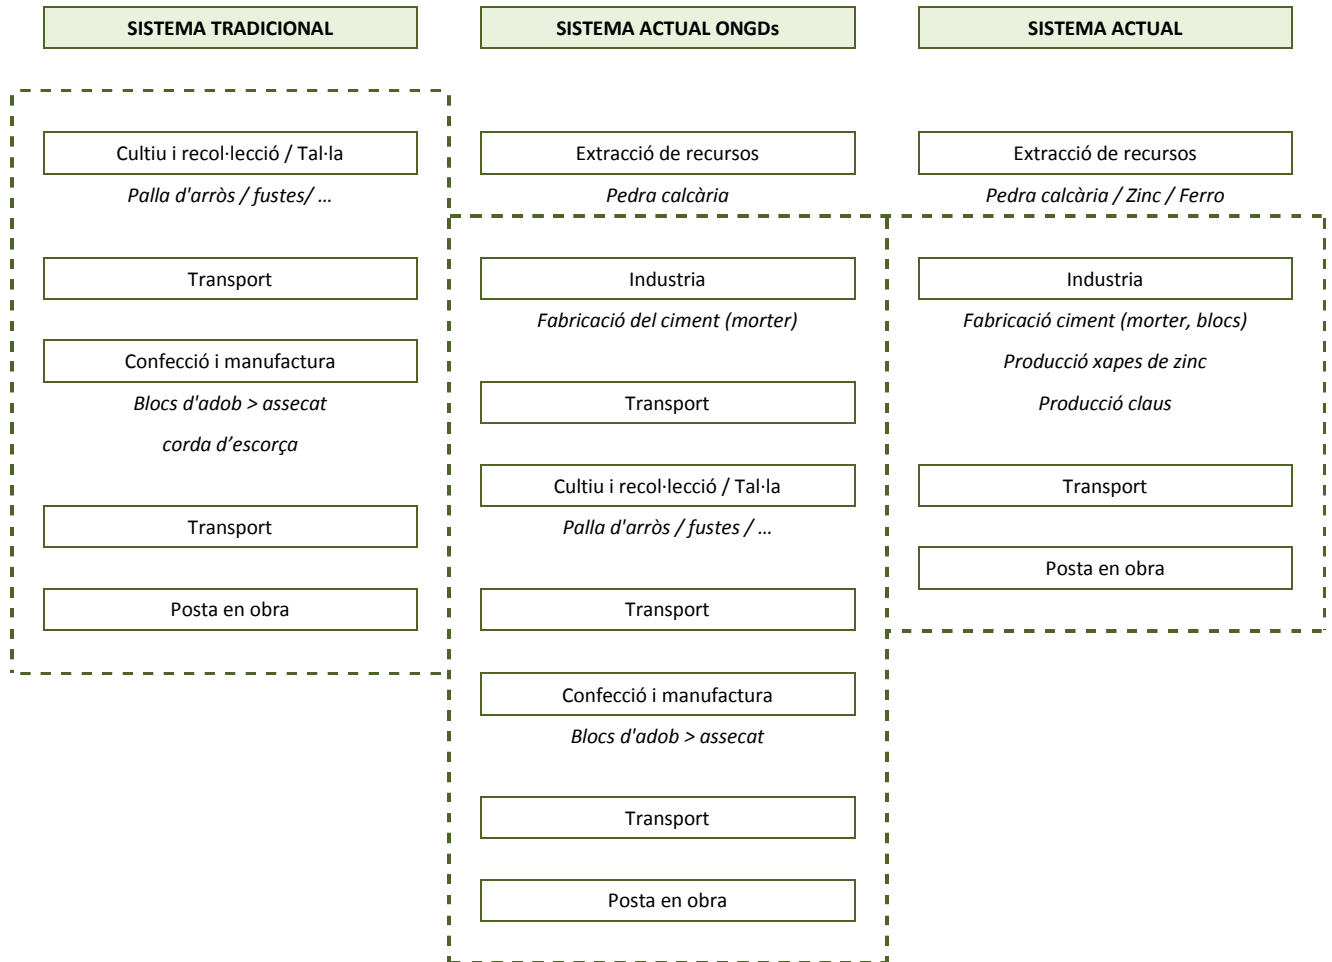 SISTEMA TRADICIONAL
Cultiu i recol·lecció / Tal·la
Palla d'arròs / fustes/ ...
Transport
Confecció i manufactura
Blocs d'adob > assecat
corda d’escorça
Transport
Posta en obra
SISTEMA ACTUAL ONGDs
Extracció de recursos
Pedra calcària
Industria
Fabricació del ciment (morter)
Transport
Cultiu i recol·lecció / Tal·la
Palla d'arròs / fustes / ...
Transport
Confecció i manufactura
Blocs d'adob > assecat
Transport
Posta en obra
SISTEMA ACTUAL
Extracció de recursos
Pedra calcària / Zinc / Ferro
Industria
Fabricació ciment (morter, blocs)
Producció xapes de zinc
Producció claus
Transport
Posta en obra